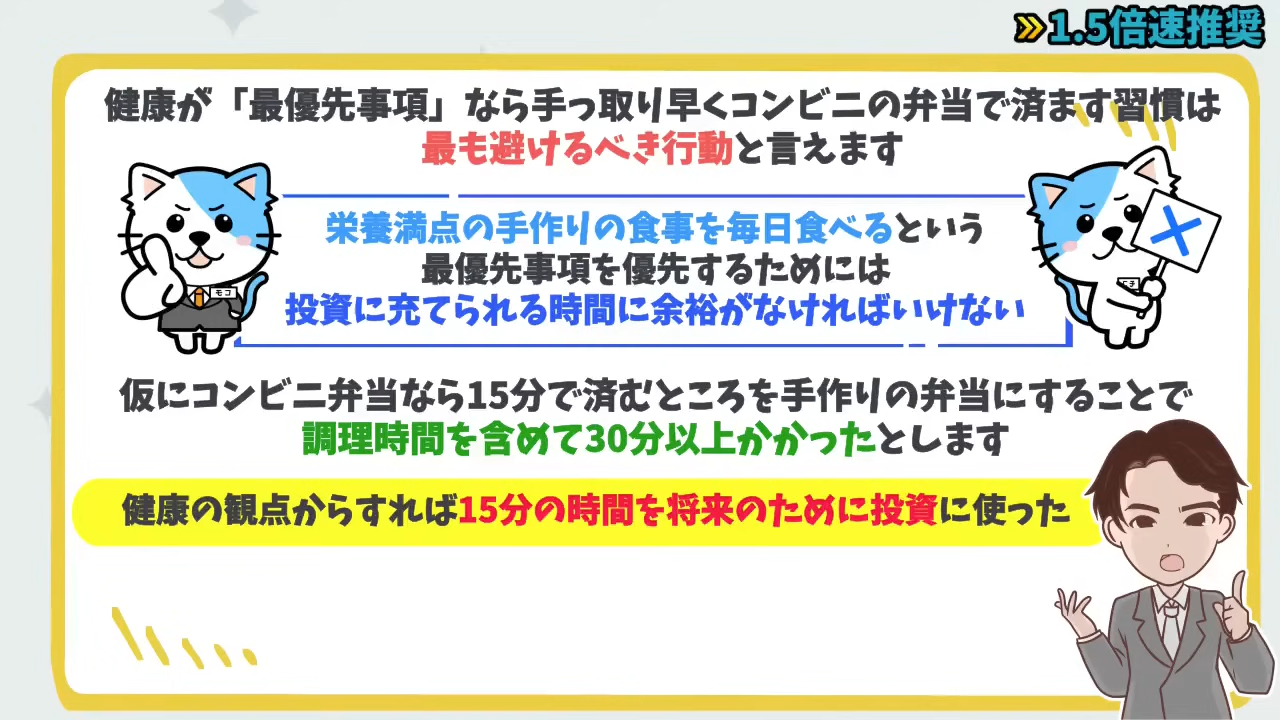 1.5倍速推奨
健康が「最優先事項」なら手っ取り早くコンビニの弁当で済ます習慣は
最も避けるべき行動と言えます
栄養満点の手作りの食事を毎日食べるという
最優先事項を優先するためには
投資に充てられる時間に余裕がなければいけない
モコ
仮にコンビニ弁当なら15分で済むところを手作りの弁当にすることで
調理時間を含めて30分以上かかったとします
健康の観点からすれば15分の時間を将来のために投資に使った